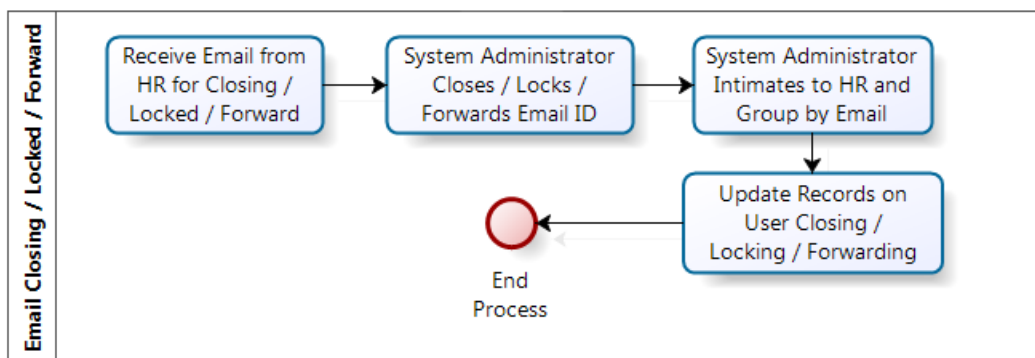 Email Closing / Locked / Forward
Receive Email from
HR for Closing /
Locked / Forward
System Administrator
Closes / Locks /
Forwards Email ID
System Administrator
Intimates to HR and
Group by Email
Update Records on
User Closing /
Locking / Forwarding
End
Process